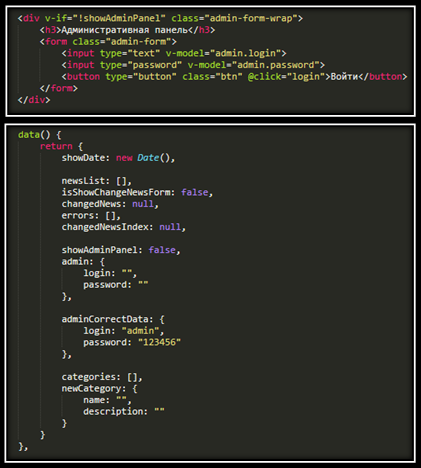 <div v-if="!showAdminPanel" class="admin-form-wrap">
<h3>Административная панель</h3>
<form class="admin-form">
<input type="text" v-model="admin.login">
<input type="password" v-model="admin.password">
<button type="button" class="btn" @click="login">Войти</button>
</form>
</div>
data() {
return {
showDate: new Date(),
newsList: [],
isShowChangeNewsForm: false,
changedNews: null,
errors: [],
changedNewsIndex: null,
showAdminPanel: false,
admin: {
login: "",
password: ""
},
adminCorrectData: {
login: "admin",
password: "123456"
},
categories: [],
newCategory: {
name: "",
description: ""
}
}
},